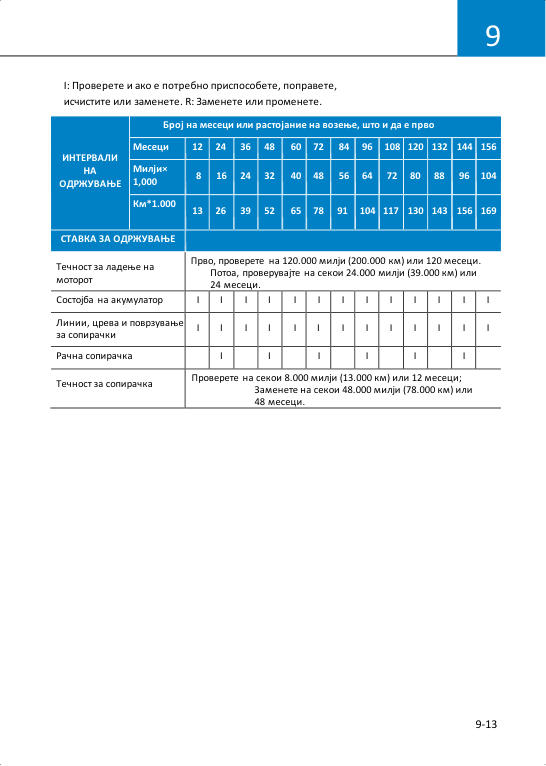 9
I: Проверете и ако е потребно приспособете, поправете,
исчистите или заменете. R: Заменете или променете.
ИНТЕРВАЛИ
НА
ОДРЖУВАЊЕ
Број на месеци или растојание на возење, што и да е прво
Месеци 12 24 36 48 60 72 84 96 108 120 132 144 156
Милји×
1,000 8 16 24 32 40 48 56 64 72 80 88 96 104
Км*1.000
13 26 39 52 65 78 91 104 117 130 143 156 169
СТАВКА ЗА ОДРЖУВАЊЕ
Течност за ладење на
моторот
Прво, проверете на 120.000 милји (200.000 км) или 120 месеци.
Потоа, проверувајте на секои 24.000 милји (39.000 км) или
24 месеци.
Состојба на акумулатор I I I I I I I I I I I I I
Линии, црева и поврзување
за сопирачки I I I I I I I I I I I I I
Рачна сопирачка I I I I I I
Течност за сопирачка
Проверете на секои 8.000 милји (13.000 км) или 12 месеци;
Заменете на секои 48.000 милји (78.000 км) или
48 месеци.
9-13